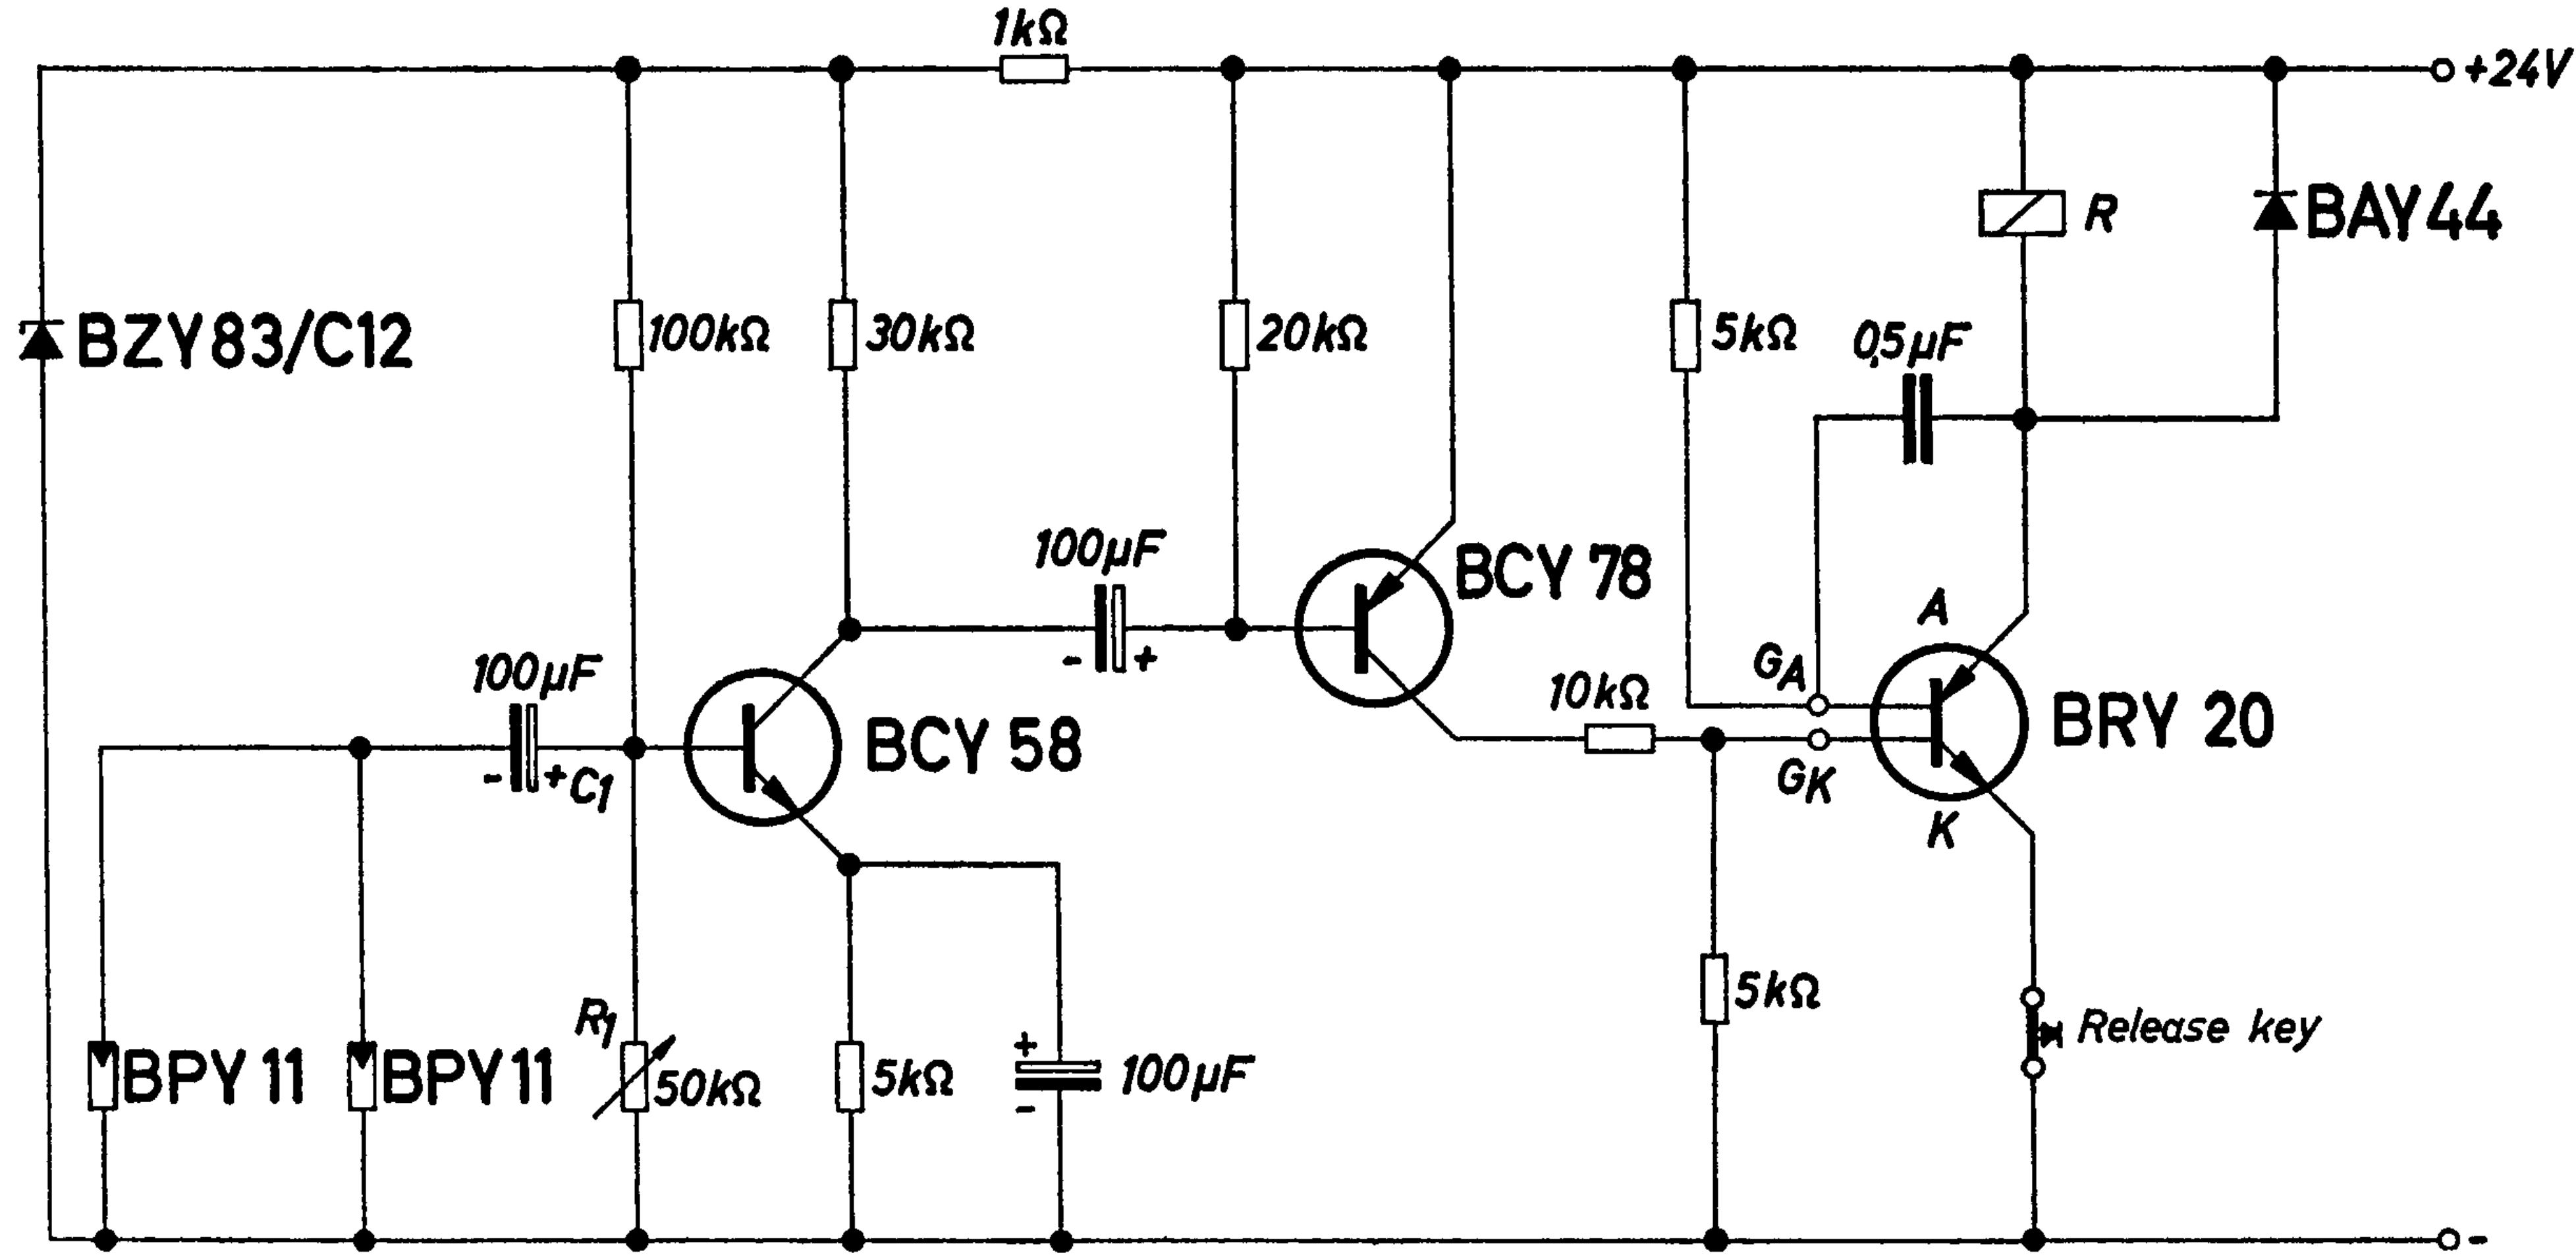 1kΩ
+24V
R
BAY44
BZY83/C12
100kΩ
30kΩ
20kΩ
5kΩ
0,5µF
100µF
- +
BCY 78
A
GA
100µF
- + C1
BCY 58
10kΩ
BRY 20
GK
K
R1
50kΩ
BPY 11
BPY 11
5kΩ
+
-
100µF
5kΩ
Release key
-